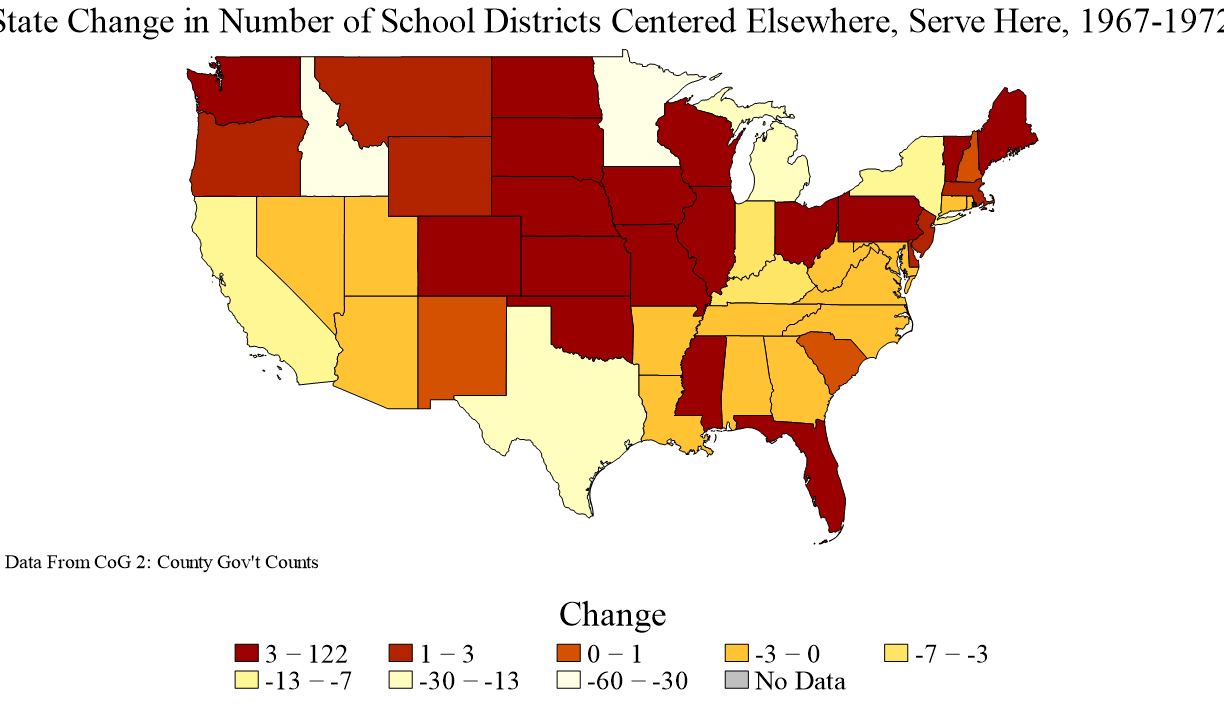 State Change in Number of School Districts Centered Elsewhere, Serve Here, 1967-1972
Data From CoG 2: County Gov't Counts
Change
3 − 122
1 − 3
0 − 1
-3 − 0
-7 − -3
-13 − -7
-30 − -13
-60 − -30
No Data